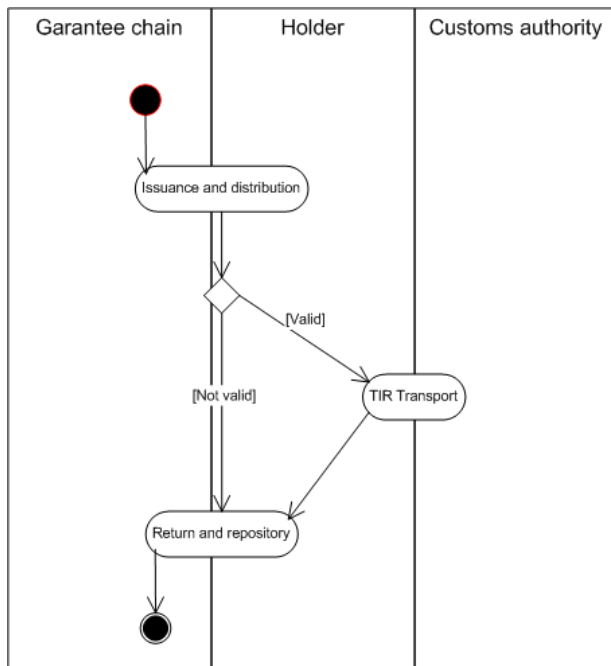 Garantee chain
Holder
Customs authority
Issuance and distribution
[Valid]
TIR Transport
[Not valid]
Return and repository